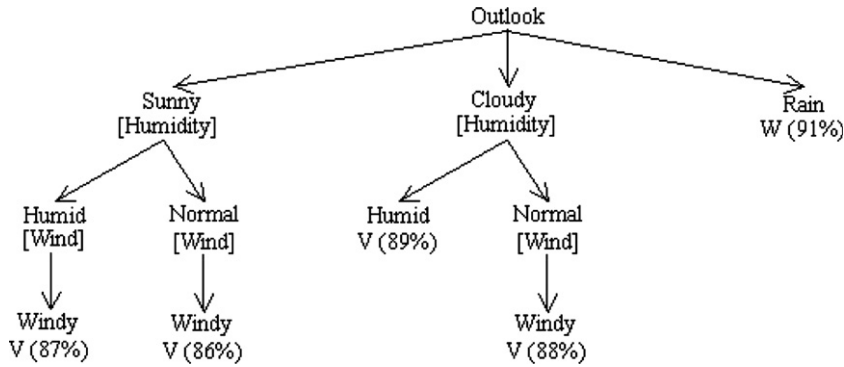 Outlook
Sunny
[Humidity]
Cloudy
[Humidity]
Rain
W (91%)
Humid
[Wind]
Normal
[Wind]
Humid
V (89%)
Normal
[Wind]
Windy
V (87%)
Windy
V (86%)
Windy
V (88%)